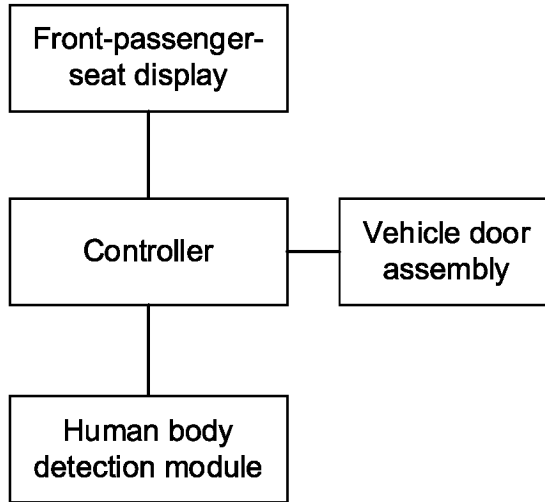 Front-passenger-
seat display
Controller
Vehicle door
assembly
Human body
detection module